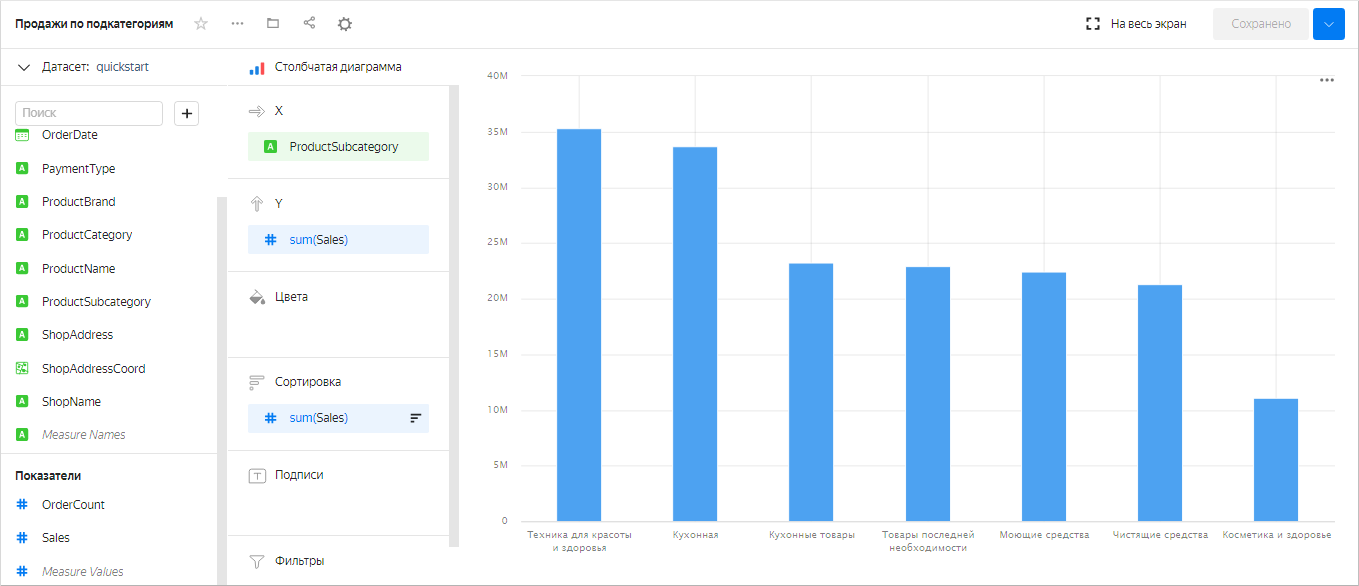 Продажи по подкатегориям
На весь экран
Сохранено
Датасет: quickstart
Поиск
OrderDate
A PaymentType
A ProductBrand
A ProductCategory
A ProductName
A ProductSubcategory
A ShopAddress
ShopAddressCoord
A ShopName
A Measure Names
Показатели
# OrderCount
# Sales
# Measure Values
Столбчатая диаграмма
X
A ProductSubcategory
Y
# sum(Sales)
Цвета
Сортировка
# sum(Sales)
T Подписи
Фильтры
40M
35M
30M
25M
20M
15M
10M
5M
0
Техника для красоты
и здоровья
Кухонная
Кухонные товары
Товары последней
необходимости
Моющие средства
Чистящие средства
Косметика и здоровье